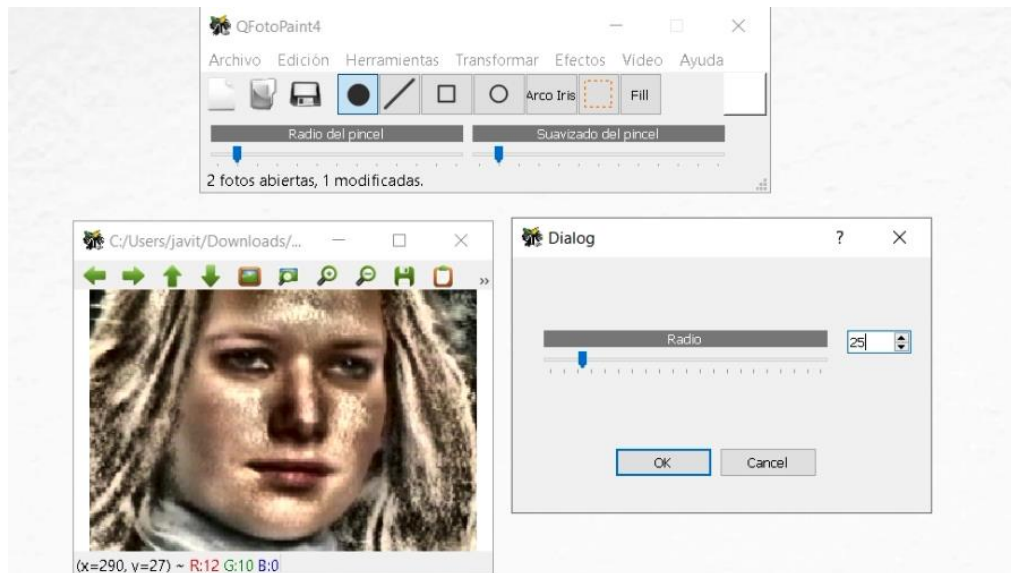 QFotoPaint4
Archivo Edición Herramientas Transformar Efectos Vídeo Ayuda
Arco Iris Fill
Radio del pincel Suavizado del pincel
2 fotos abiertas, 1 modificadas.
C:/Users/javit/Downloads/...
»
(x=290, y=27) ~ R:12 G:10 B:0
Dialog ?
Radio
25
OK Cancel